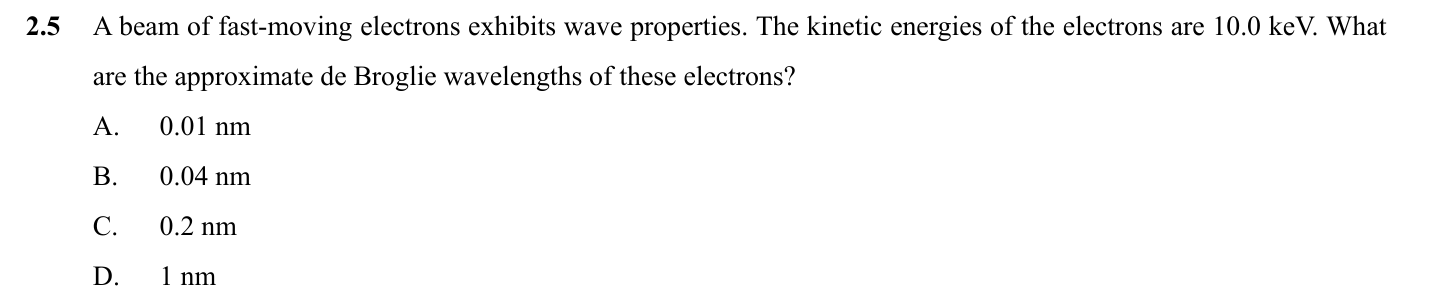 2.5 A beam of fast-moving electrons exhibits wave properties. The kinetic energies of the electrons are 10.0 keV. What
are the approximate de Broglie wavelengths of these electrons?
A. 0.01 nm
B. 0.04 nm
C. 0.2 nm
D. 1 nm